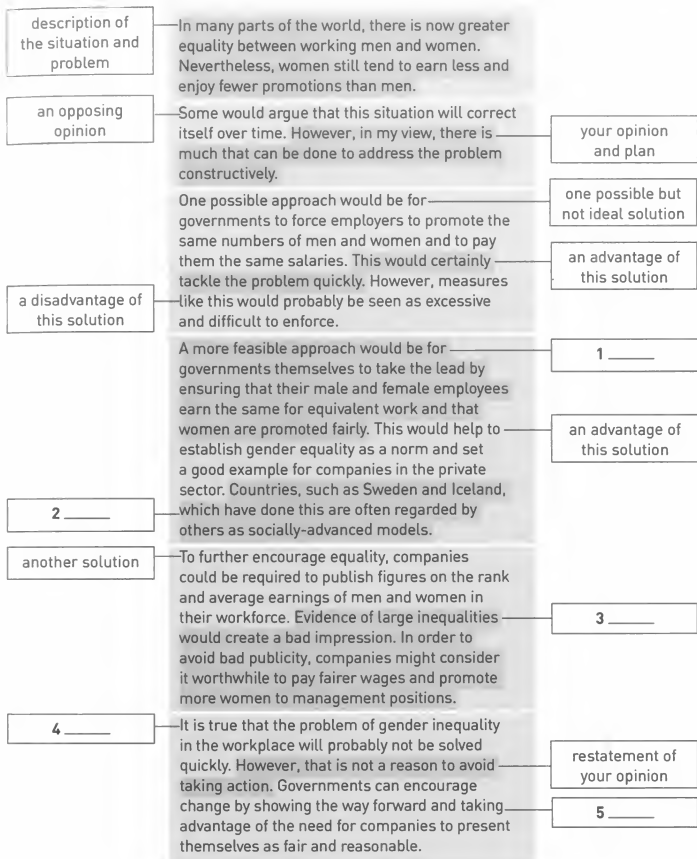 description of
the situation and
problem
In many parts of the world, there is now greater
equality between working men and women.
Nevertheless, women still tend to earn less and
enjoy fewer promotions than men.
an opposing
opinion
Some would argue that this situation will correct
itself over time. However, in my view, there is
much that can be done to address the problem
constructively.
your opinion
and plan
One possible approach would be for
governments to force employers to promote the
same numbers of men and women and to pay
them the same salaries. This would certainly
tackle the problem quickly. However, measures
like this would probably be seen as excessive
and difficult to enforce.
one possible but
not ideal solution
an advantage of
this solution
a disadvantage of
this solution
A more feasible approach would be for
governments themselves to take the lead by
ensuring that their male and female employees
earn the same for equivalent work and that
women are promoted fairly. This would help to
establish gender equality as a norm and set
a good example for companies in the private
sector. Countries, such as Sweden and Iceland,
which have done this are often regarded by
others as socially-advanced models.
1 _____
an advantage of
this solution
2 _____
another solution
To further encourage equality, companies
could be required to publish figures on the rank
and average earnings of men and women in
their workforce. Evidence of large inequalities
would create a bad impression. In order to
avoid bad publicity, companies might consider
it worthwhile to pay fairer wages and promote
more women to management positions.
3 _____
4 _____
It is true that the problem of gender inequality
in the workplace will probably not be solved
quickly. However, that is not a reason to avoid
taking action. Governments can encourage
change by showing the way forward and taking
advantage of the need for companies to present
themselves as fair and reasonable.
restatement of
your opinion
5 _____